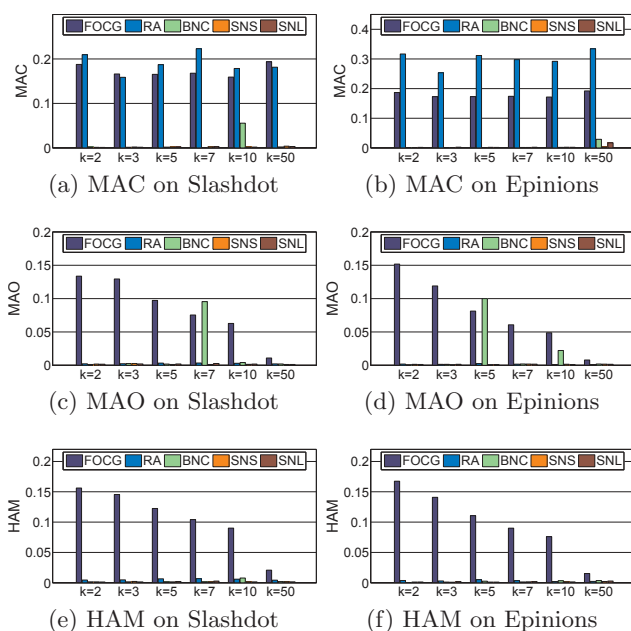 FOCG RA BNC SNS SNL
MAC
0.2
0.1
0
k=2 k=3 k=5 k=7 k=10 k=50
(a) MAC on Slashdot
FOCG RA BNC SNS SNL
MAC
0.4
0.3
0.2
0.1
0
k=2 k=3 k=5 k=7 k=10 k=50
(b) MAC on Epinions
FOCG RA BNC SNS SNL
MAO
0.2
0.15
0.1
0.05
0
k=2 k=3 k=5 k=7 k=10 k=50
(c) MAO on Slashdot
FOCG RA BNC SNS SNL
MAO
0.2
0.15
0.1
0.05
0
k=2 k=3 k=5 k=7 k=10 k=50
(d) MAO on Epinions
FOCG RA BNC SNS SNL
HAM
0.2
0.15
0.1
0.05
0
k=2 k=3 k=5 k=7 k=10 k=50
(e) HAM on Slashdot
FOCG RA BNC SNS SNL
HAM
0.2
0.15
0.1
0.05
0
k=2 k=3 k=5 k=7 k=10 k=50
(f) HAM on Epinions